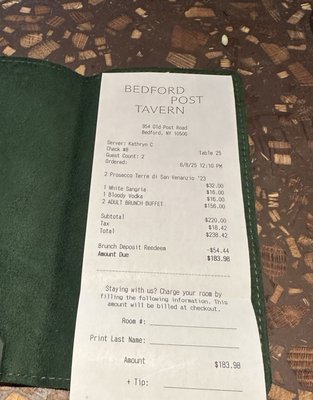 BEDFORD
POST
TAVERN
954 Old Post Road
Bedford, NY 10506
Server: Kathryn C
Check #8 Table 25
Guest Count: 2
Ordered: 6/8/25 12:10 PM
2 Prosecco Terre di San Venanzio '23 $32.00
1 White Sangria $16.00
1 Bloody Vodka $16.00
2 ADULT BRUNCH BUFFET $156.00
Subtotal $220.00
Tax $18.42
Total $238.42
Brunch Deposit Reedeem -$54.44
Amount Due $183.98
Staying with us? Charge your room by
filling the following information. This
amount will be billed at checkout.
Room #:
Print Last Name:
Amount $183.98
+ Tip: